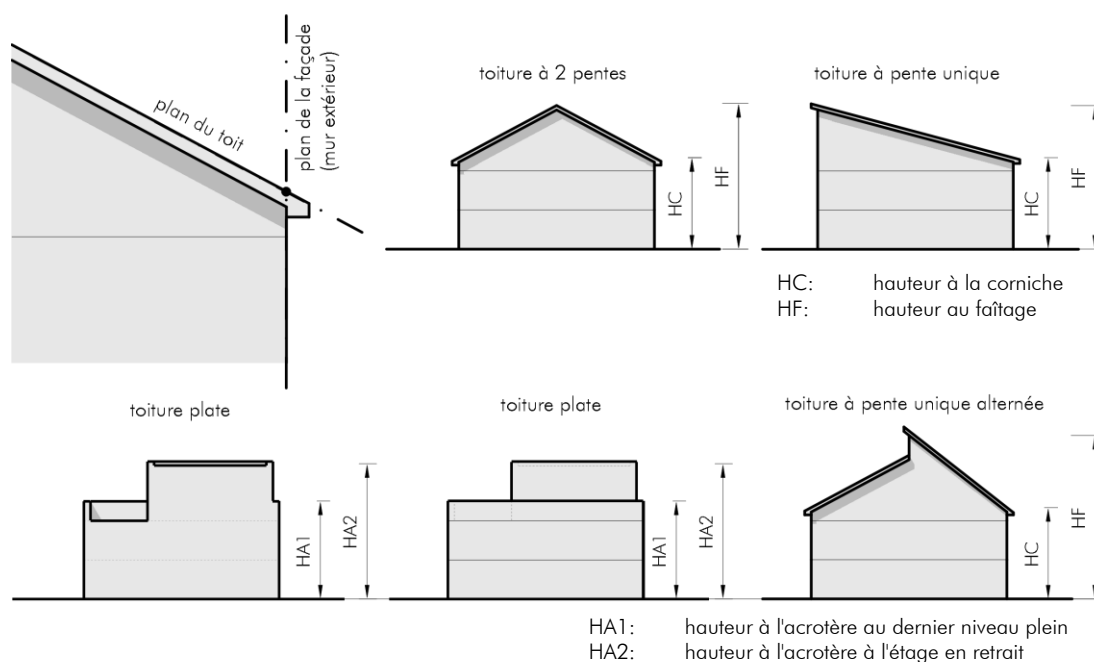 plan du toit
plan de la façade
(mur extérieur)
toiture à 2 pentes
HC
HF
toiture à pente unique
HC
HF
HC: hauteur à la corniche
HF: hauteur au faîtage
toiture plate
HA1
HA2
toiture plate
HA1
HA2
toiture à pente unique alternée
HC
HF
HA1: hauteur à l'acrotère au dernier niveau plein
HA2: hauteur à l'acrotère à l'étage en retrait